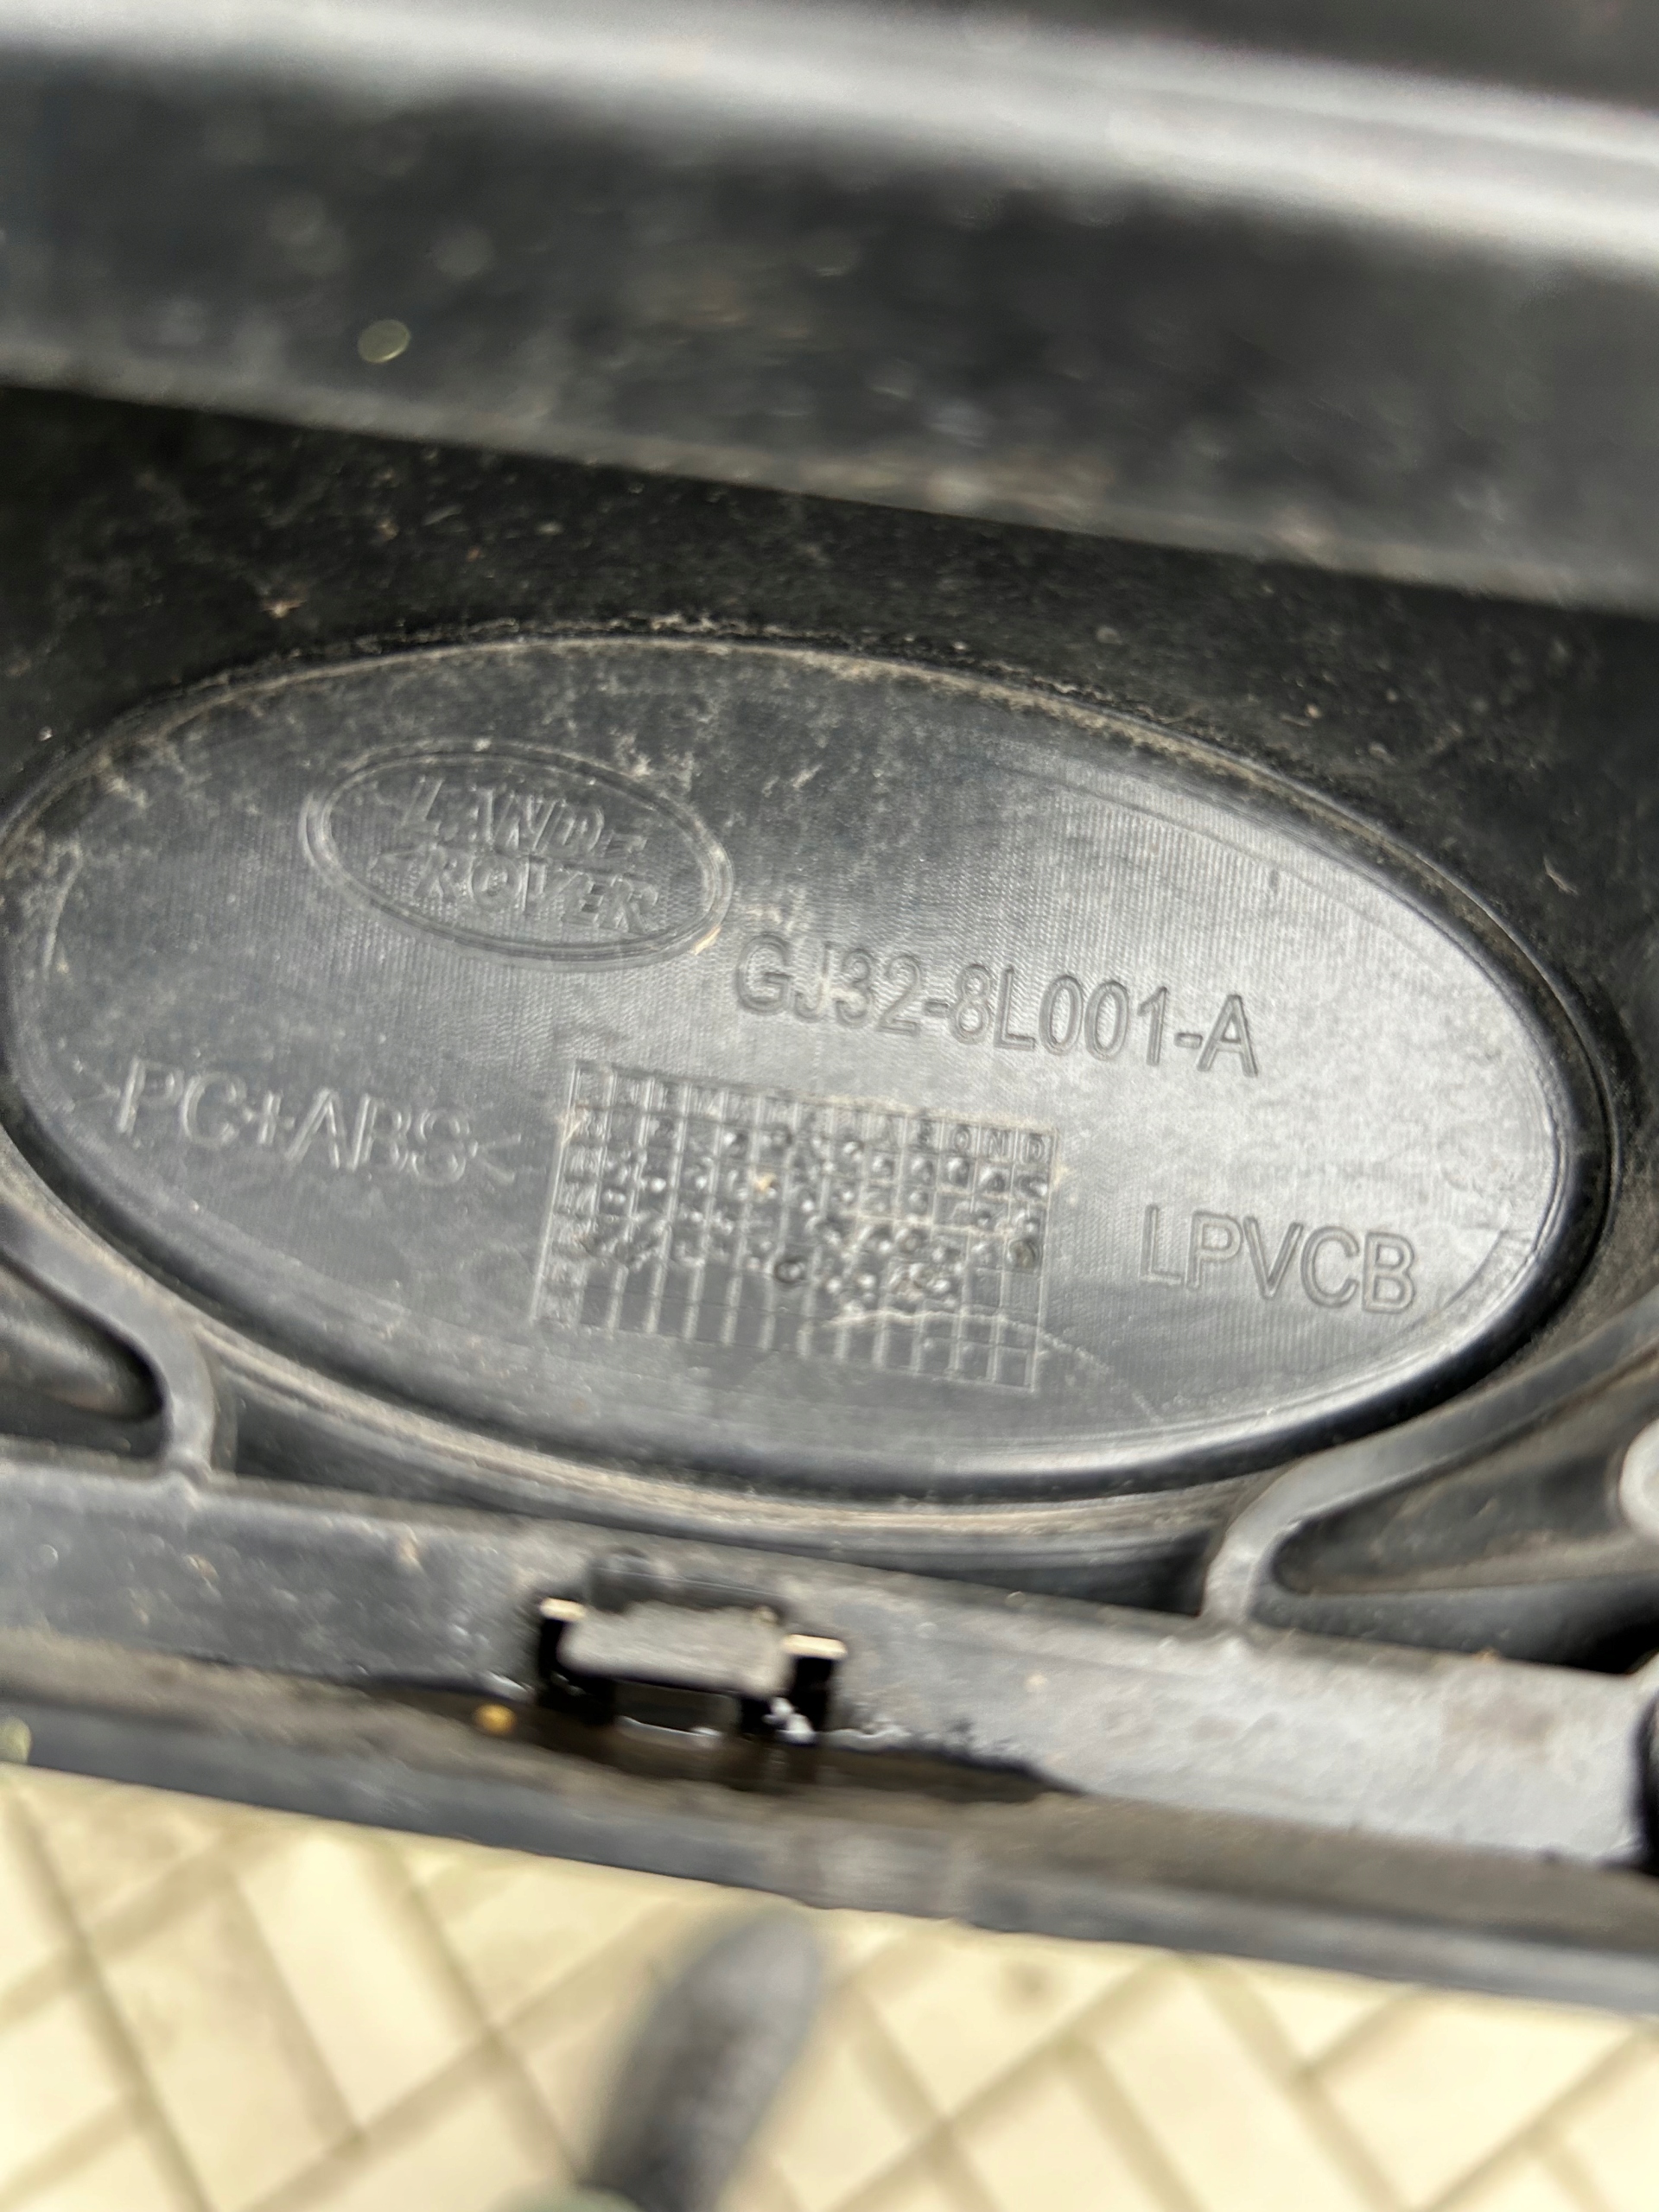 LAND
ROVER
GJ32-8L001-A
>PC+ABS<
LPVCB